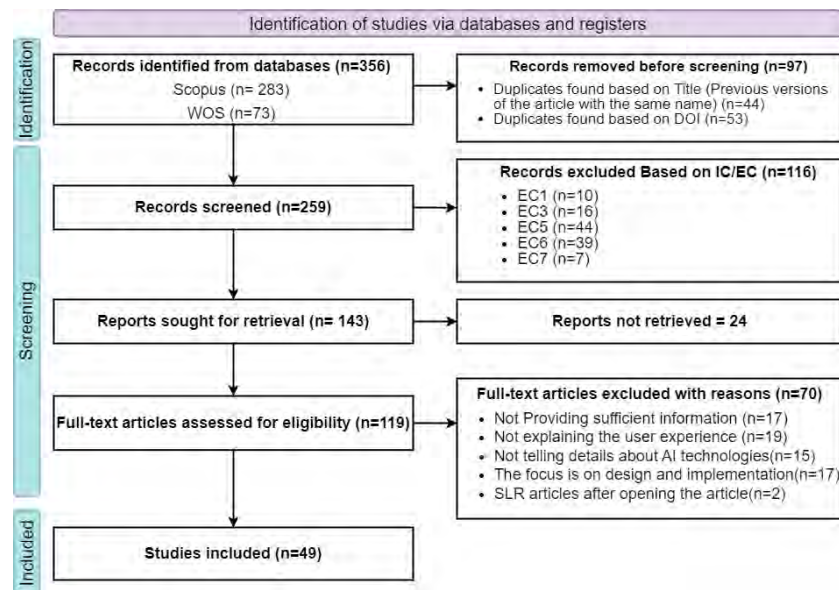 Identification of studies via databases and registers
Identification
Records identified from databases (n=356)
Scopus (n= 283)
WOS (n=73)
Records removed before screening (n=97)
• Duplicates found based on Title (Previous versions
of the article with the same name) (n=44)
• Duplicates found based on DOI (n=53)
Screening
Records screened (n=259)
Records excluded Based on IC/EC (n=116)
• EC1 (n=10)
• EC3 (n=16)
• EC5 (n=44)
• EC6 (n=39)
• EC7 (n=7)
Reports sought for retrieval (n= 143)
Reports not retrieved = 24
Full-text articles assessed for eligibility (n=119)
Full-text articles excluded with reasons (n=70)
• Not Providing sufficient information (n=17)
• Not explaining the user experience (n=19)
• Not telling details about AI technologies(n=15)
• The focus is on design and implementation(n=17)
• SLR articles after opening the article(n=2)
Included
Studies included (n=49)